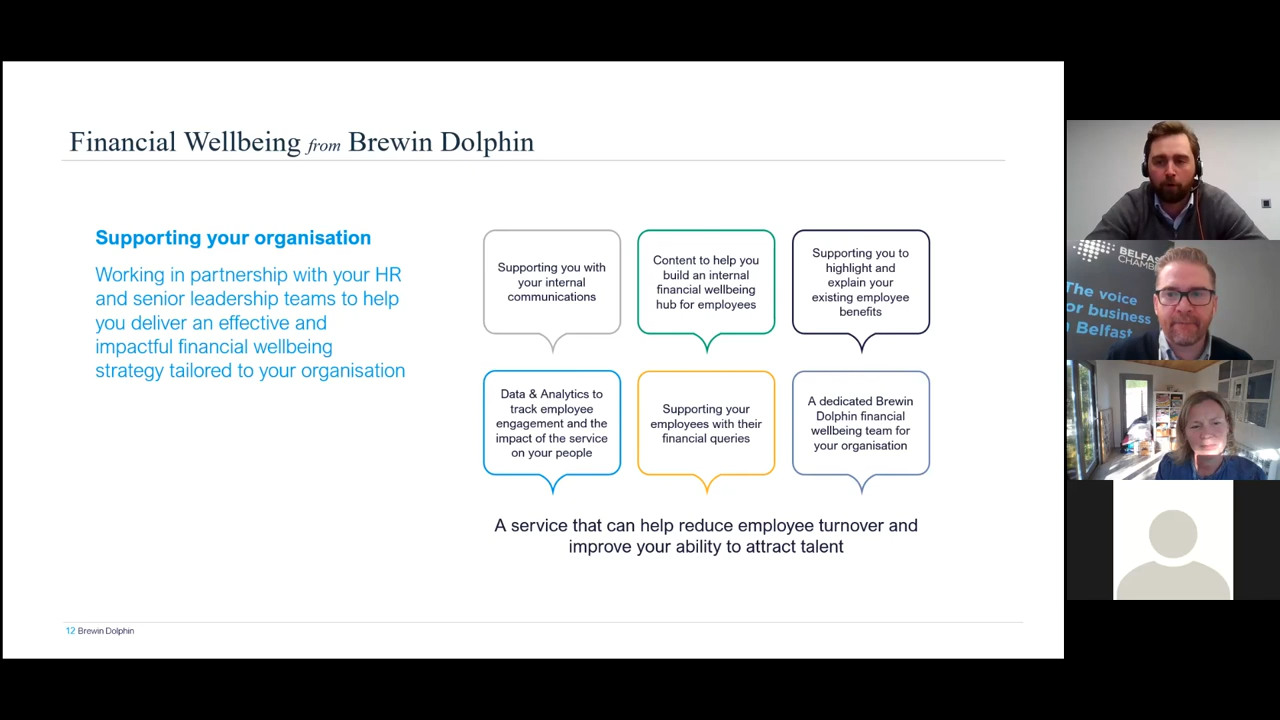 Financial Wellbeing from Brewin Dolphin
Supporting your organisation
Working in partnership with your HR
and senior leadership teams to help
you deliver an effective and
impactful financial wellbeing
strategy tailored to your organisation
Supporting you with
your internal
communications
Content to help you
build an internal
financial wellbeing
hub for employees
Supporting you to
highlight and
explain your
existing employee
benefits
Data & Analytics to
track employee
engagement and the
impact of the service
on your people
Supporting your
employees with their
financial queries
A dedicated Brewin
Dolphin financial
wellbeing team for
your organisation
A service that can help reduce employee turnover and
improve your ability to attract talent
12 Brewin Dolphin
BELFAS
CHAMBE
The voice
or business
n Belfast